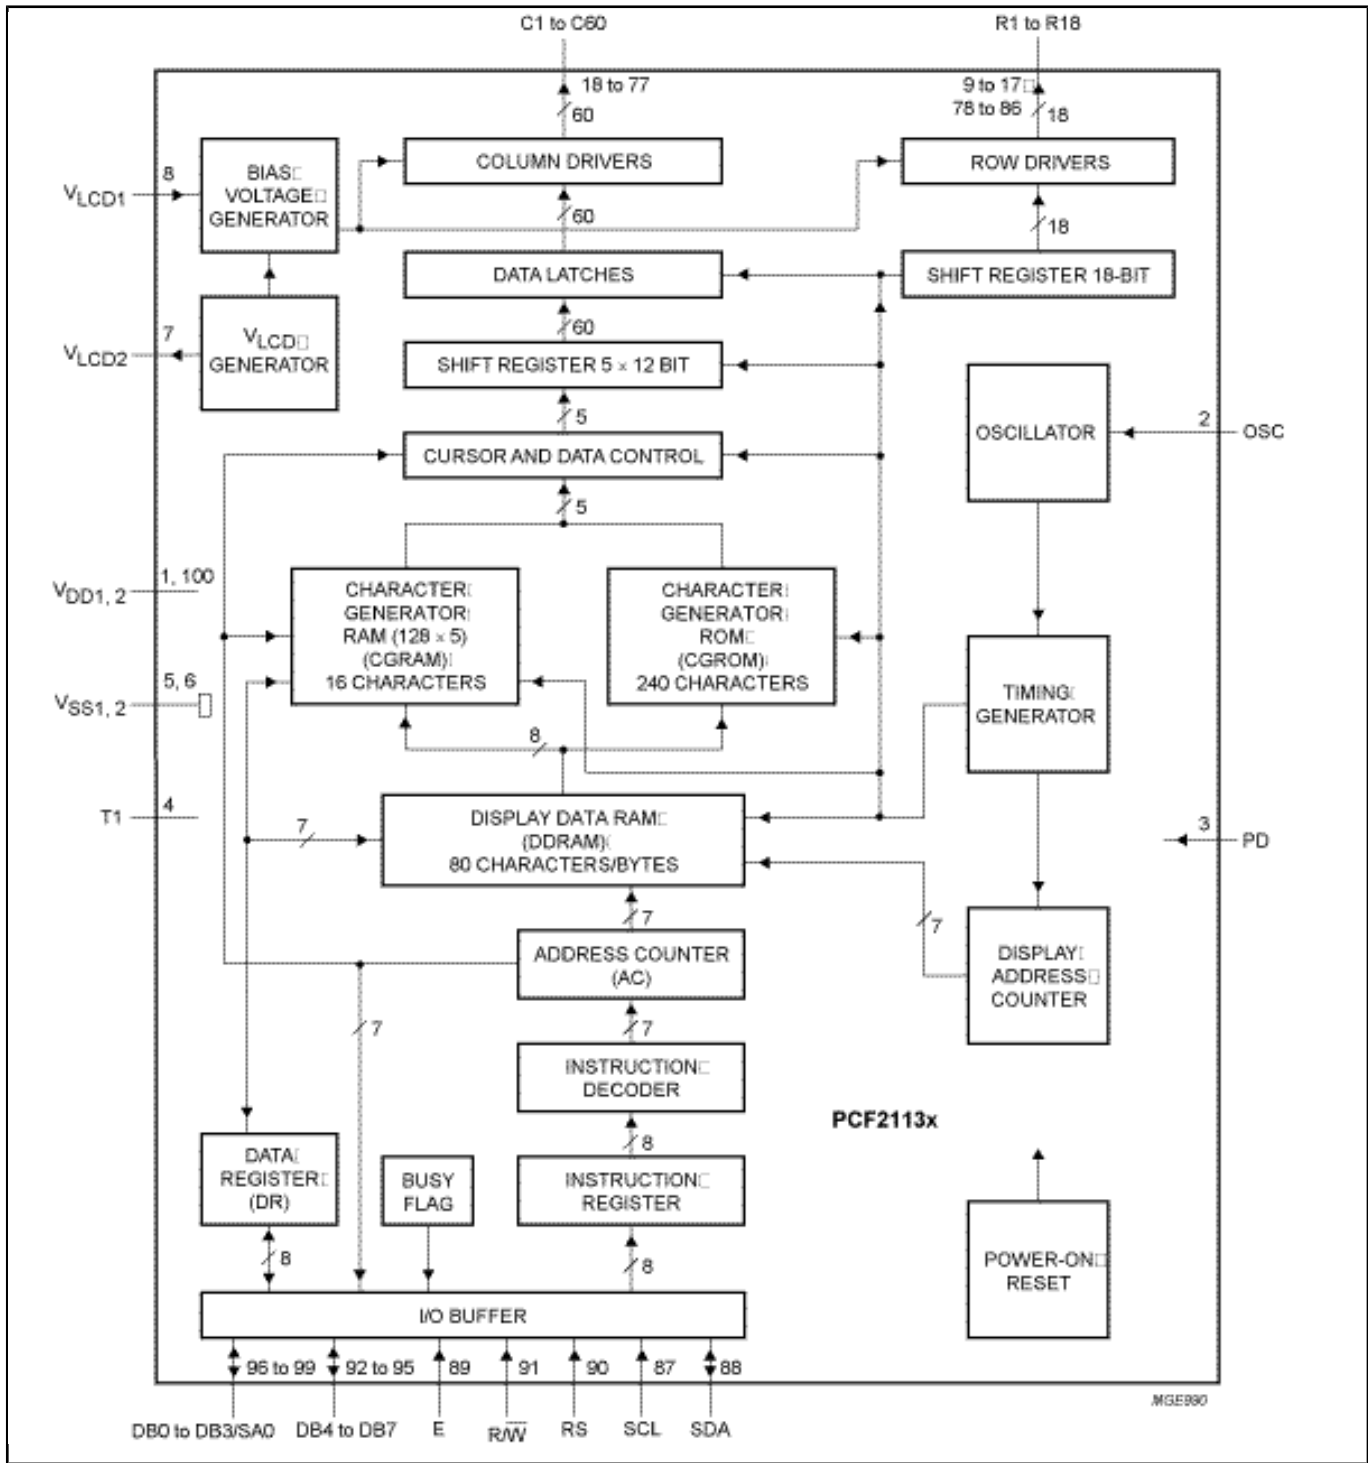 C1 to C60
R1 to R18
18 to 77
9 to 17
60
78 to 86
18
8
BIAS
VOLTAGE
GENERATOR
COLUMN DRIVERS
ROW DRIVERS
VLCD1
60
18
DATA LATCHES
SHIFT REGISTER 18-BIT
7
VLCD
GENERATOR
VLCD2
60
SHIFT REGISTER 5 × 12 BIT
5
OSCILLATOR
2
OSC
CURSOR AND DATA CONTROL
5
1, 100
VDD1, 2
CHARACTER
GENERATOR
RAM (128 × 5)
(CGRAM)
16 CHARACTERS
CHARACTER
GENERATOR
ROM
(CGROM)
240 CHARACTERS
5, 6
VSS1, 2
TIMING
GENERATOR
8
4
T1
7
DISPLAY DATA RAM
(DDRAM)
80 CHARACTERS/BYTES
3
PD
7
7
ADDRESS COUNTER
(AC)
DISPLAY
ADDRESS
COUNTER
7
7
INSTRUCTION
DECODER
PCF2113x
8
DATA
REGISTER
(DR)
BUSY
FLAG
INSTRUCTION
REGISTER
8
8
POWER-ON
RESET
I/O BUFFER
96 to 99
92 to 95
89
91
90
87
88
MGE990
DB0 to DB3/SA0
DB4 to DB7
E
R/W̅
RS
SCL
SDA